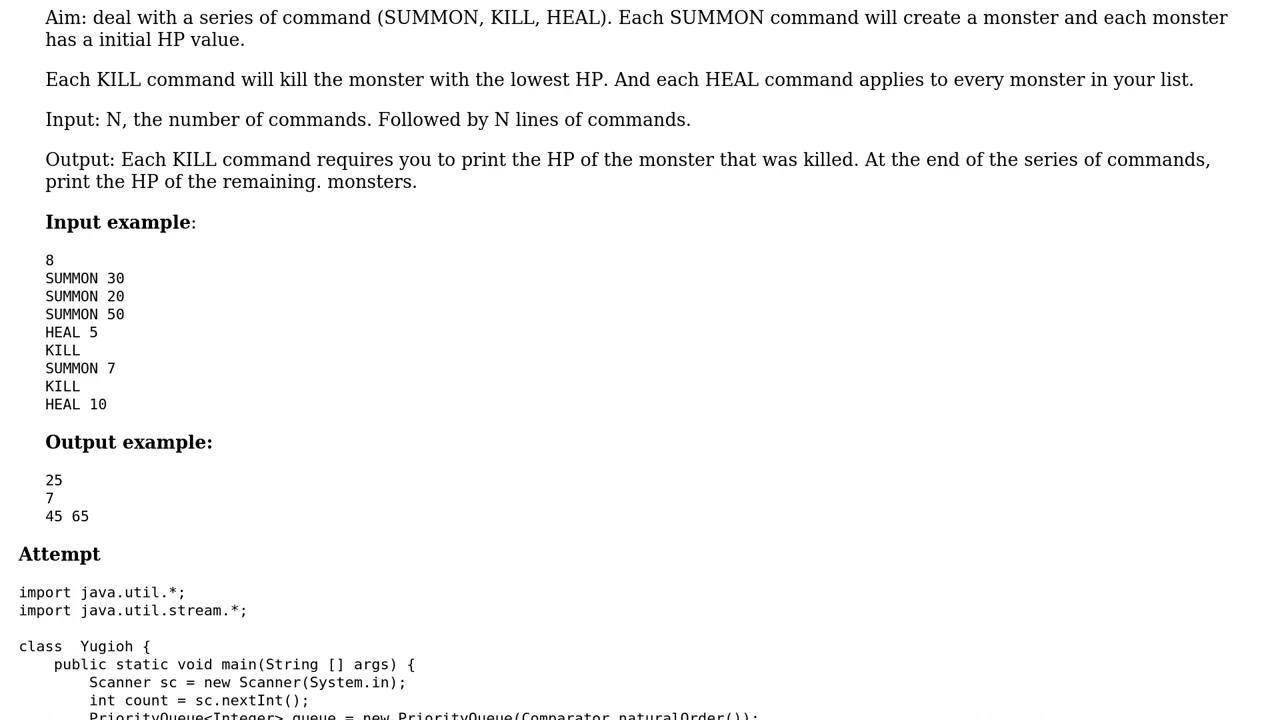 Aim: deal with a series of command (SUMMON, KILL, HEAL). Each SUMMON command will create a monster and each monster
has a initial HP value.
Each KILL command will kill the monster with the lowest HP. And each HEAL command applies to every monster in your list.
Input: N, the number of commands. Followed by N lines of commands.
Output: Each KILL command requires you to print the HP of the monster that was killed. At the end of the series of commands,
print the HP of the remaining. monsters.
Input example:
8
SUMMON 30
SUMMON 20
SUMMON 50
HEAL 5
KILL
SUMMON 7
KILL
HEAL 10
Output example:
25
7
45 65
Attempt
import java.util.*;
import java.util.stream.*;
class  Yugioh {
    public static void main(String [] args) {
        Scanner sc = new Scanner(System.in);
        int count = sc.nextInt();
        PriorityQueue<Integer> queue = new PriorityQueue(Comparator.naturalOrder());